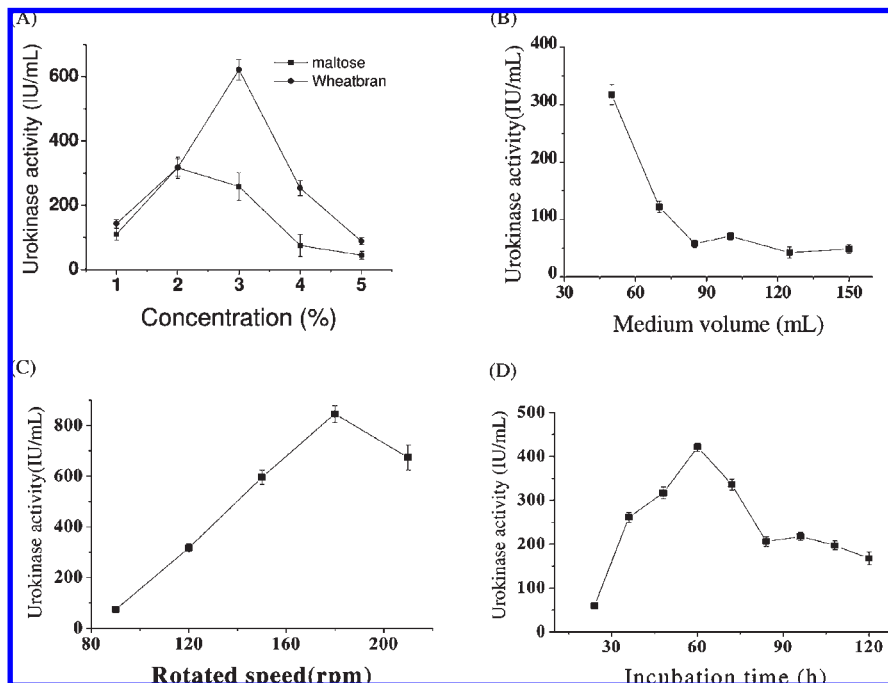 (A)
Urokinase activity (IU/mL)
600
400
200
0
maltose
Wheatbran
1 2 3 4 5
Concentration (%)
(B)
Urokinase activity(IU/mL)
400
300
200
100
0
30 60 90 120 150
Medium volume (mL)
(C)
Urokinase activity(IU/mL)
800
600
400
200
0
80 120 160 200
Rotated speed(rpm)
(D)
Urokinase activity (IU/mL)
500
400
300
200
100
0
30 60 90 120
Incubation time (h)